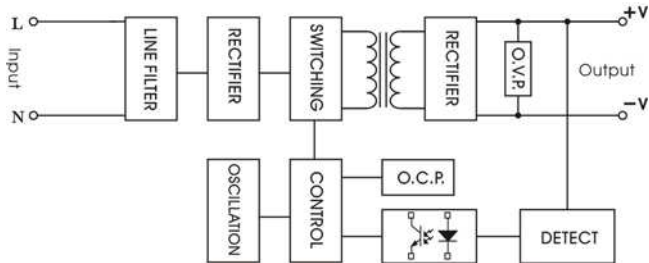 L
Input
N
LINE FILTER
RECTIFIER
SWITCHING
RECTIFIER
O.V.P.
+V
Output
-V
OSCILLATION
CONTROL
O.C.P.
DETECT